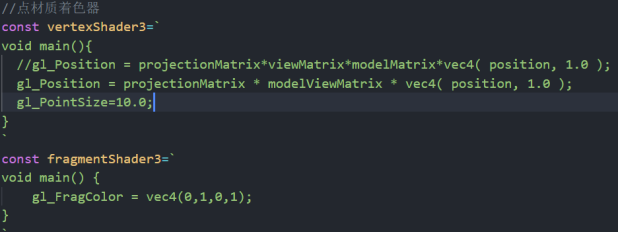 //点材质着色器
const vertexShader3=`
void main(){
//gl_Position = projectionMatrix*viewMatrix*modelMatrix*vec4( position, 1.0 );
gl_Position = projectionMatrix * modelViewMatrix * vec4( position, 1.0 );
gl_PointSize=10.0;
}
`
const fragmentShader3=`
void main() {
gl_FragColor = vec4(0,1,0,1);
}
`